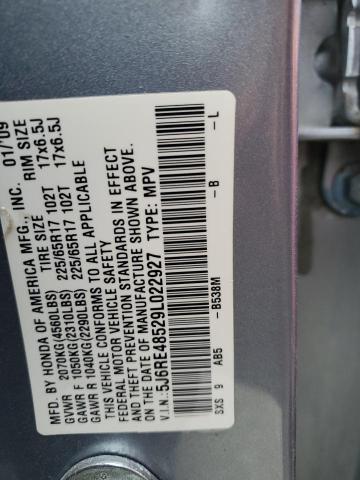 MFD. BY HONDA OF AMERICA MFG., INC. 01/09
GVWR 2070KG(4560LBS) TIRE SIZE RIM SIZE
GAWR F 1050KG(2310LBS) 225/65R17 102T 17x6.5J
GAWR R 1040KG(2290LBS) 225/65R17 102T 17x6.5J
THIS VEHICLE CONFORMS TO ALL APPLICABLE
FEDERAL MOTOR VEHICLE SAFETY
AND THEFT PREVENTION STANDARDS IN EFFECT
ON THE DATE OF MANUFACTURE SHOWN ABOVE.
V.I.N.:5J6RE48529L022927 TYPE: MPV
SXS 9 AB5 - B538M - B - L